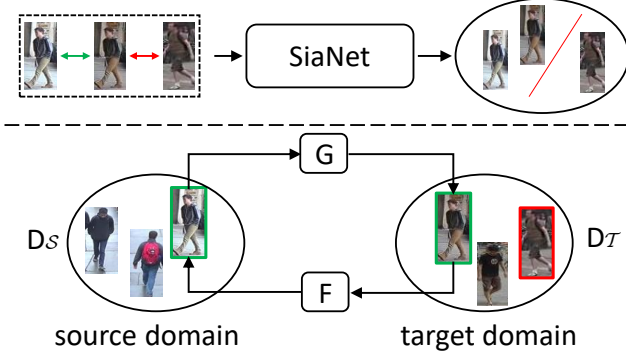 SiaNet
G
D𝒮
D𝒯
F
source domain
target domain